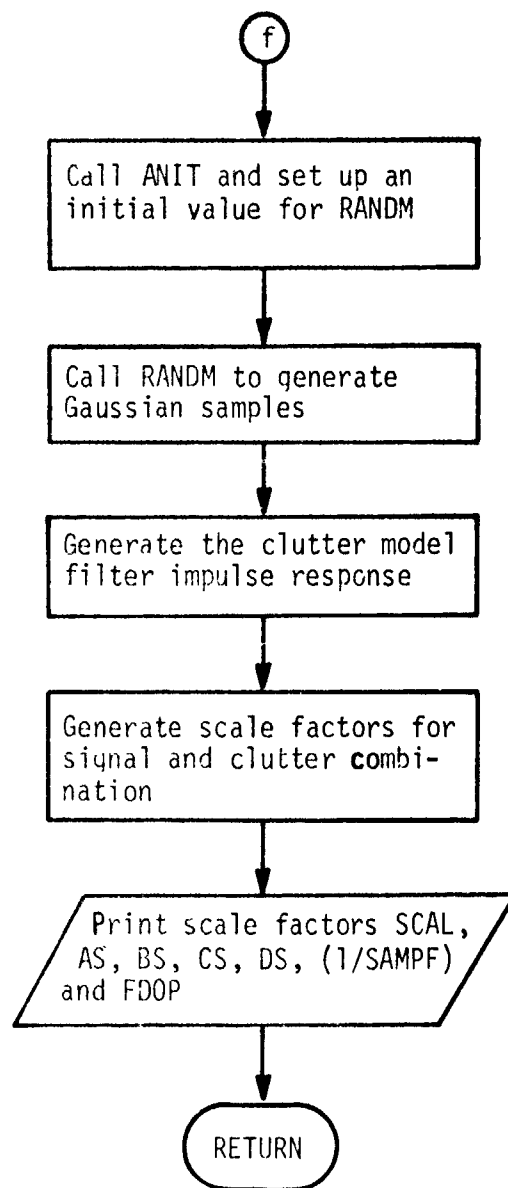 f
Call ANIT and set up an
initial value for RANDM
Call RANDM to generate
Gaussian samples
Generate the clutter model
filter impulse response
Generate scale factors for
signal and clutter combi-
nation
Print scale factors SCAL,
AS, BS, CS, DS, (1/SAMPF)
and FDOP
RETURN